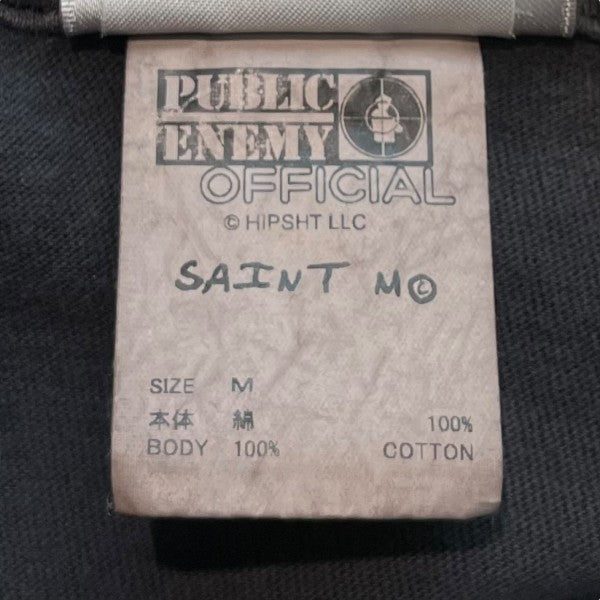 PUBLIC
ENEMY
OFFICIAL
© HIPSHT LLC
SAINT M©
SIZE M
本体 綿 100%
BODY 100% COTTON